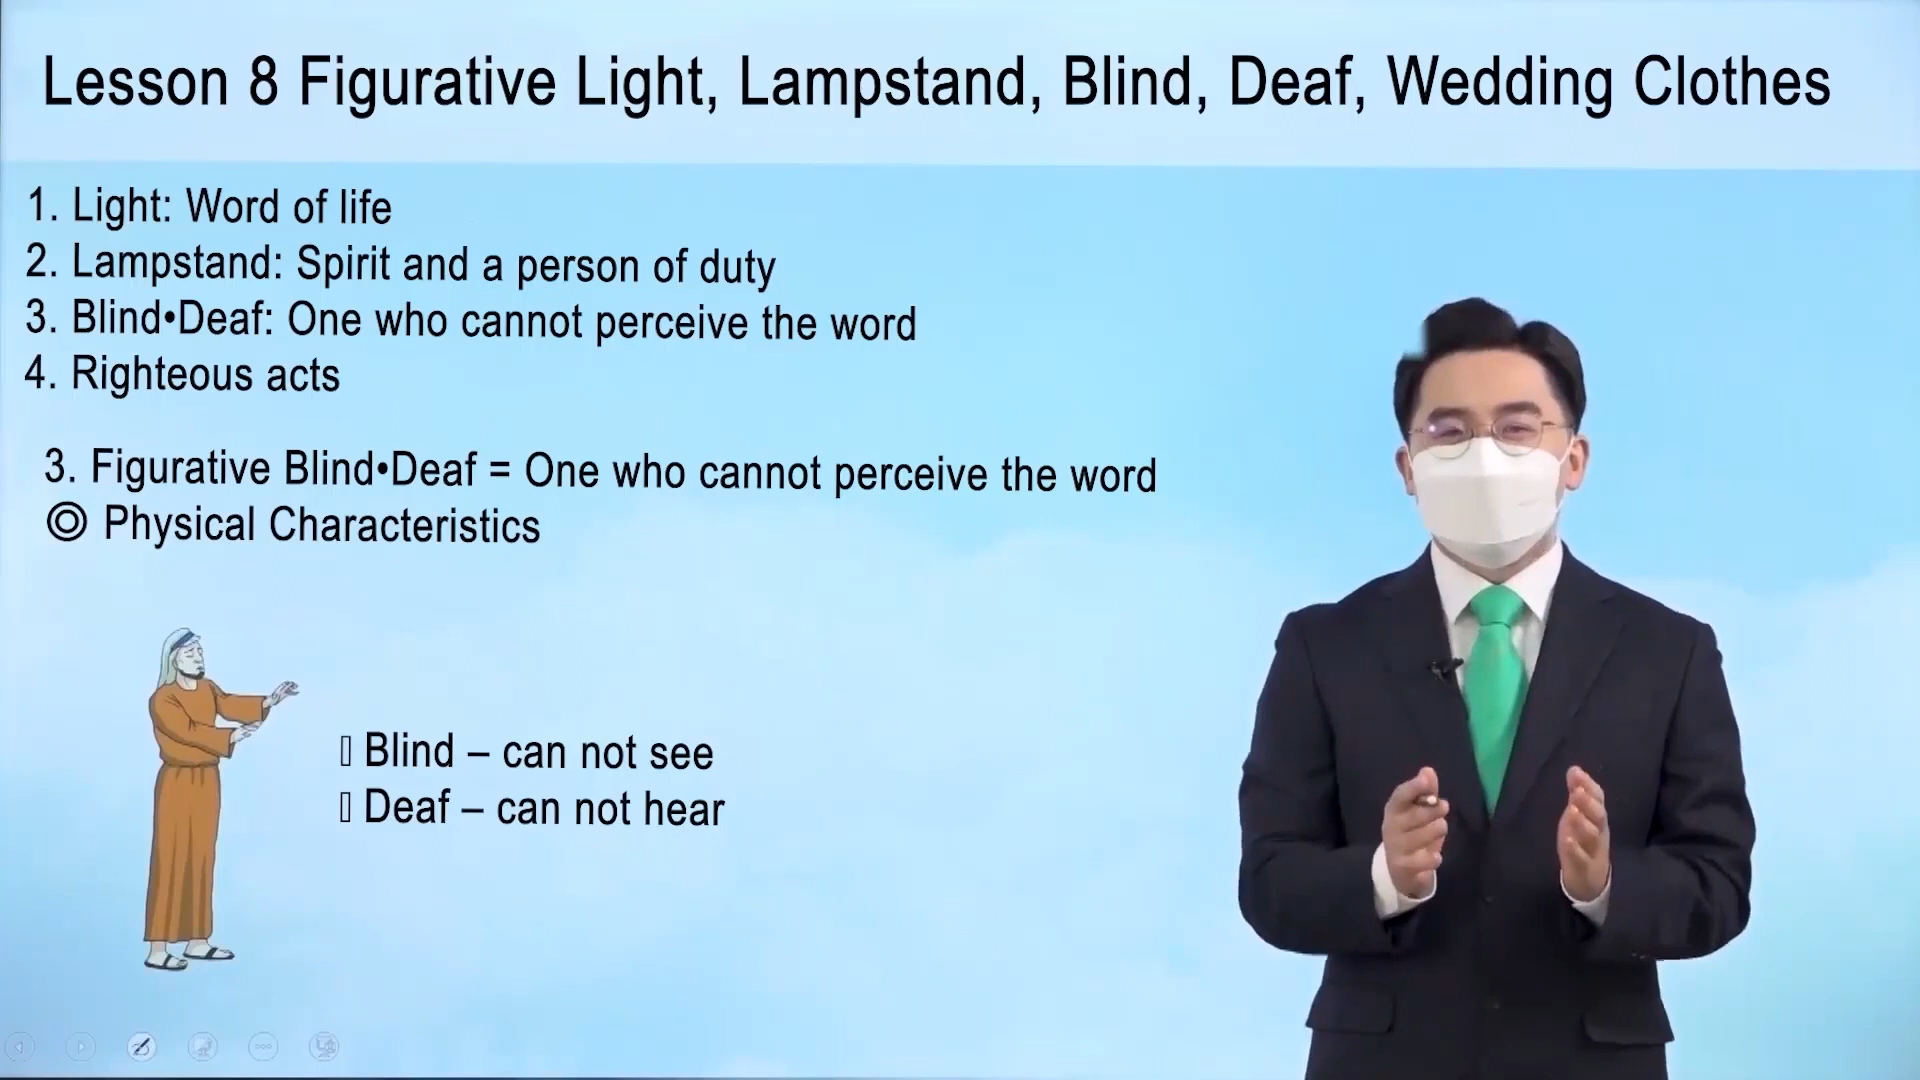 Lesson 8 Figurative Light, Lampstand, Blind, Deaf, Wedding Clothes
1. Light: Word of life
2. Lampstand: Spirit and a person of duty
3. Blind•Deaf: One who cannot perceive the word
4. Righteous acts
3. Figurative Blind•Deaf = One who cannot perceive the word
◎ Physical Characteristics
▯ Blind – can not see
▯ Deaf – can not hear